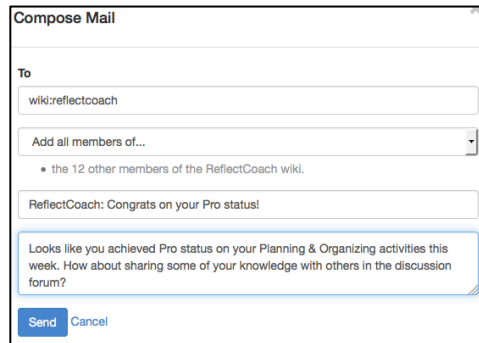 Compose Mail
To
wiki:reflectcoach
Add all members of...
• the 12 other members of the ReflectCoach wiki.
ReflectCoach: Congrats on your Pro status!
Looks like you achieved Pro status on your Planning & Organizing activities this
week. How about sharing some of your knowledge with others in the discussion
forum?
Send Cancel